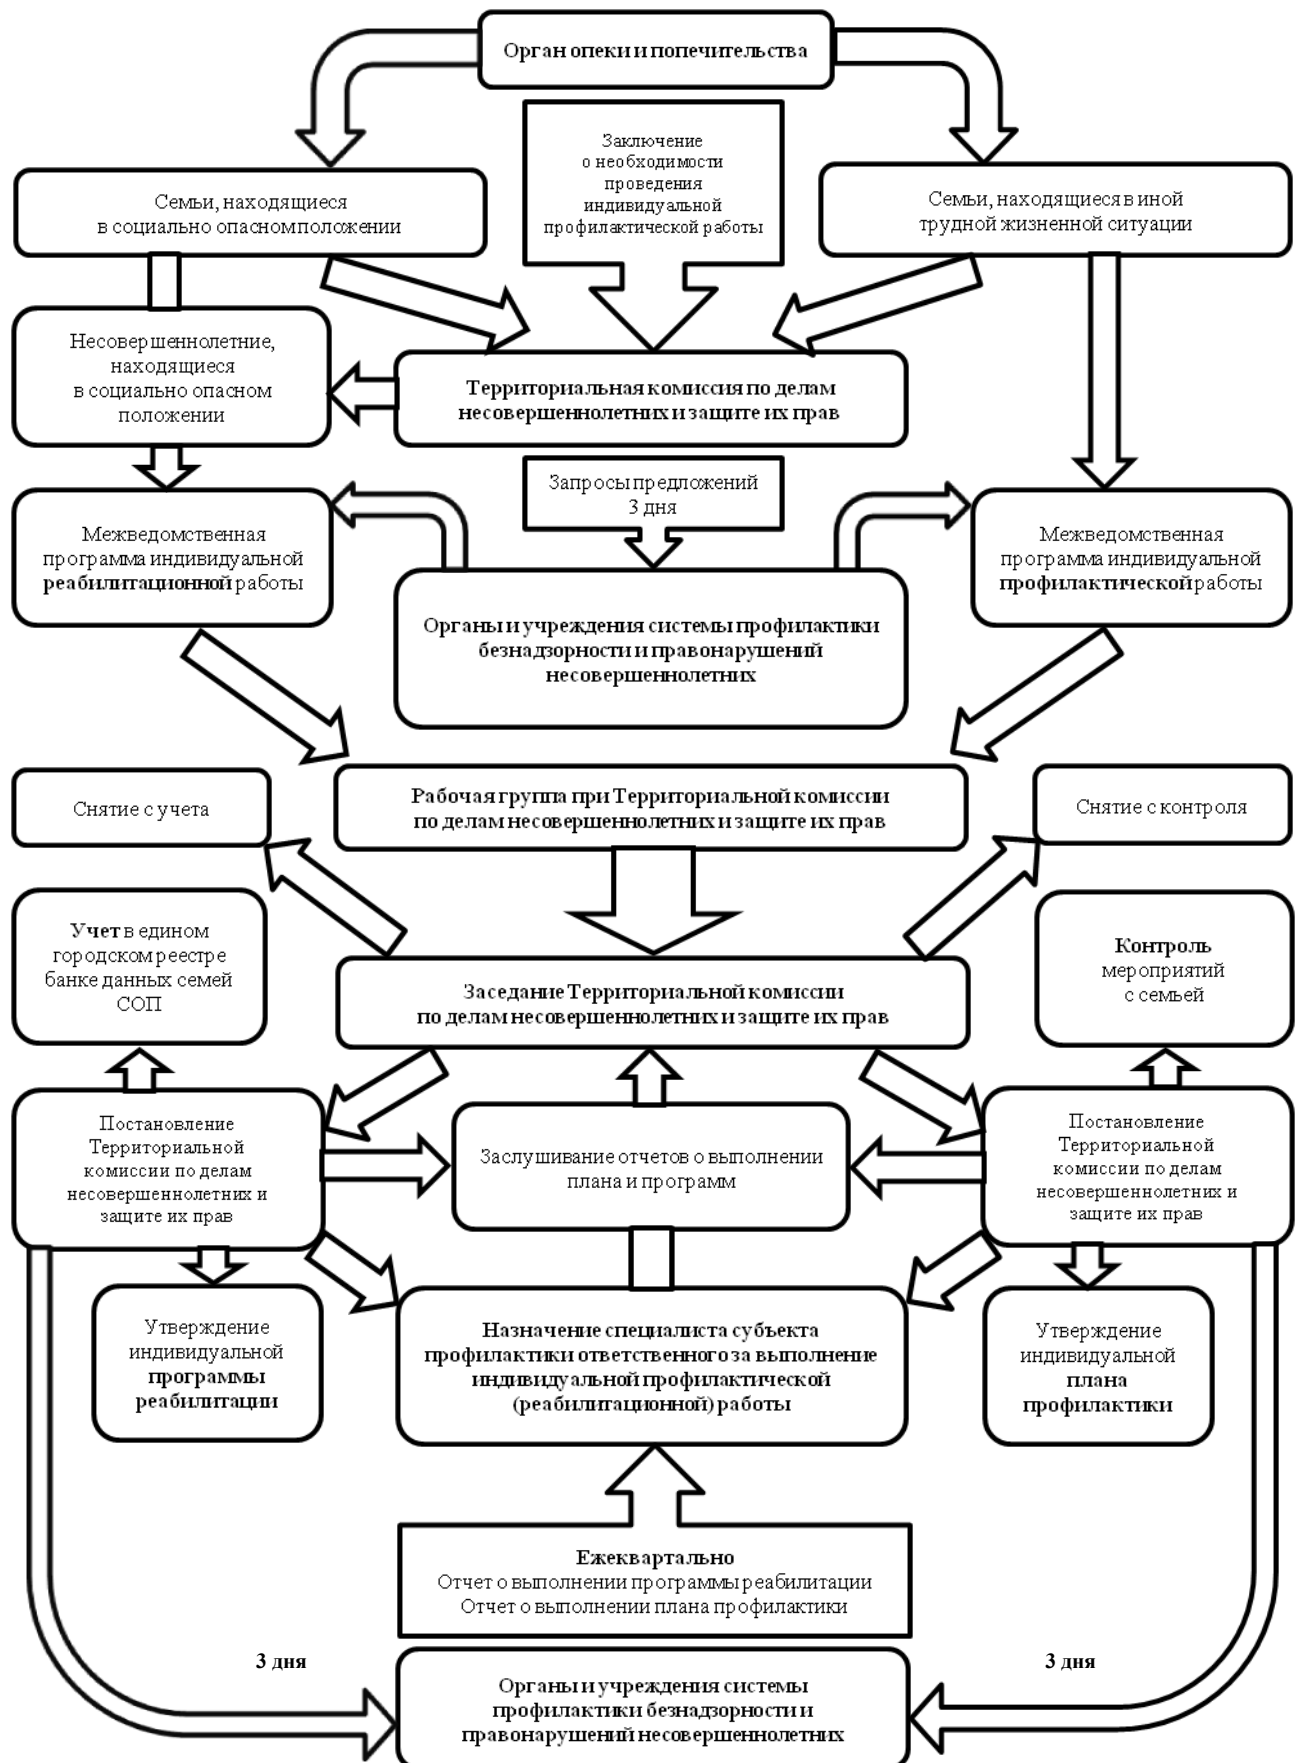 Орган опеки и попечительства
Заключение
о необходимости
проведения
индивидуальной
профилактической работы
Семьи, находящиеся
в социально опасном положении
Семьи, находящиеся в иной
трудной жизненной ситуации
Несовершеннолетние,
находящиеся
в социально опасном
положении
Территориальная комиссия по делам
несовершеннолетних и защите их прав
Запросы предложений
3 дня
Межведомственная
программа индивидуальной
реабилитационной работы
Межведомственная
программа индивидуальной
профилактической работы
Органы и учреждения системы профилактики
безнадзорности и правонарушений
несовершеннолетних
Снятие с учета
Рабочая группа при Территориальной комиссии
по делам несовершеннолетних и защите их прав
Снятие с контроля
Учет в едином
городском реестре
банке данных семей
СОП
Контроль
мероприятий
с семьей
Заседание Территориальной комиссии
по делам несовершеннолетних и защите их прав
Постановление
Территориальной
комиссии по делам
несовершеннолетних и
защите их прав
Заслушивание отчетов о выполнении
плана и программ
Постановление
Территориальной
комиссии по делам
несовершеннолетних и
защите их прав
Утверждение
индивидуальной
программы
реабилитации
Назначение специалиста субъекта
профилактики ответственного за выполнение
индивидуальной профилактической
(реабилитационной) работы
Утверждение
индивидуальной
плана
профилактики
Ежеквартально
Отчет о выполнении программы реабилитации
Отчет о выполнении плана профилактики
3 дня
3 дня
Органы и учреждения системы
профилактики безнадзорности и
правонарушений несовершеннолетних